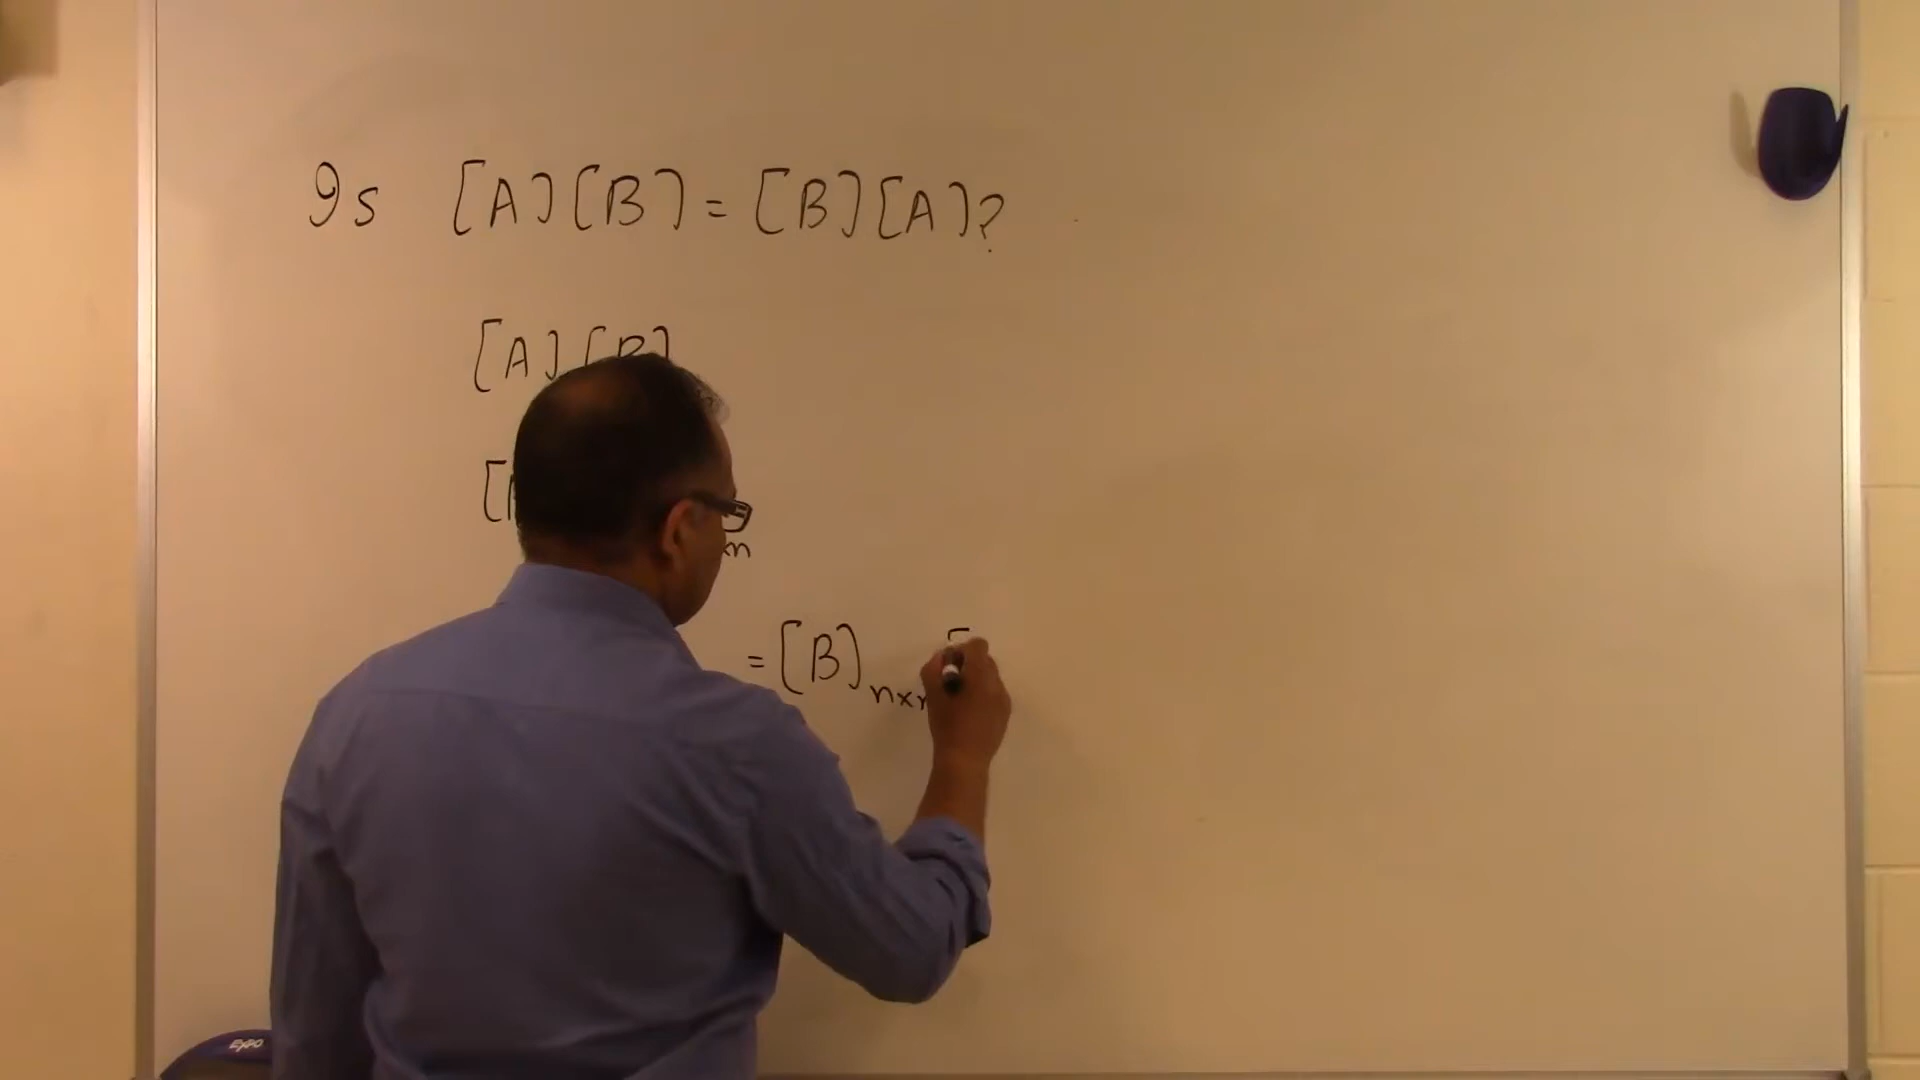 Is [A][B] = [B][A]?
[A][B]
[
n
= [B]n×
EXPO